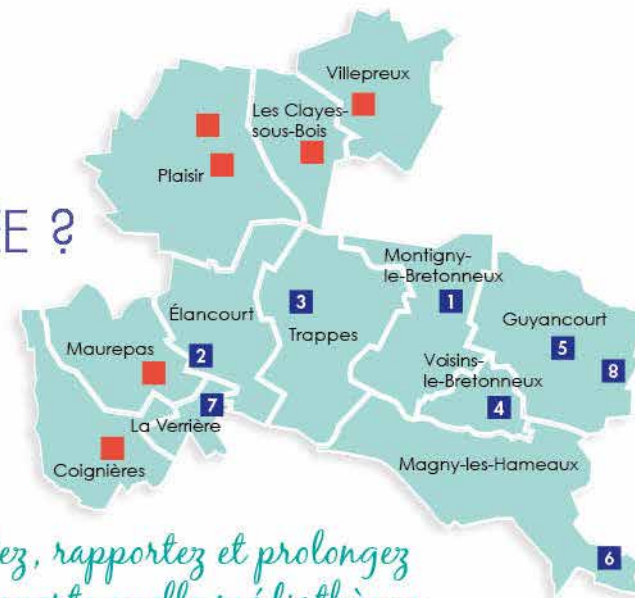 Villepreux
Les Clayes-
sous-Bois
Plaisir
E ?
Montigny-
le-Bretonneux
1
3
Élancourt
Trappes
Guyancourt
5
8
Maurepas
2
Voisins-
le-Bretonneux
4
7
La Verrière
Coignières
Magny-les-Hameaux
6
ez, rapportez et prolongez